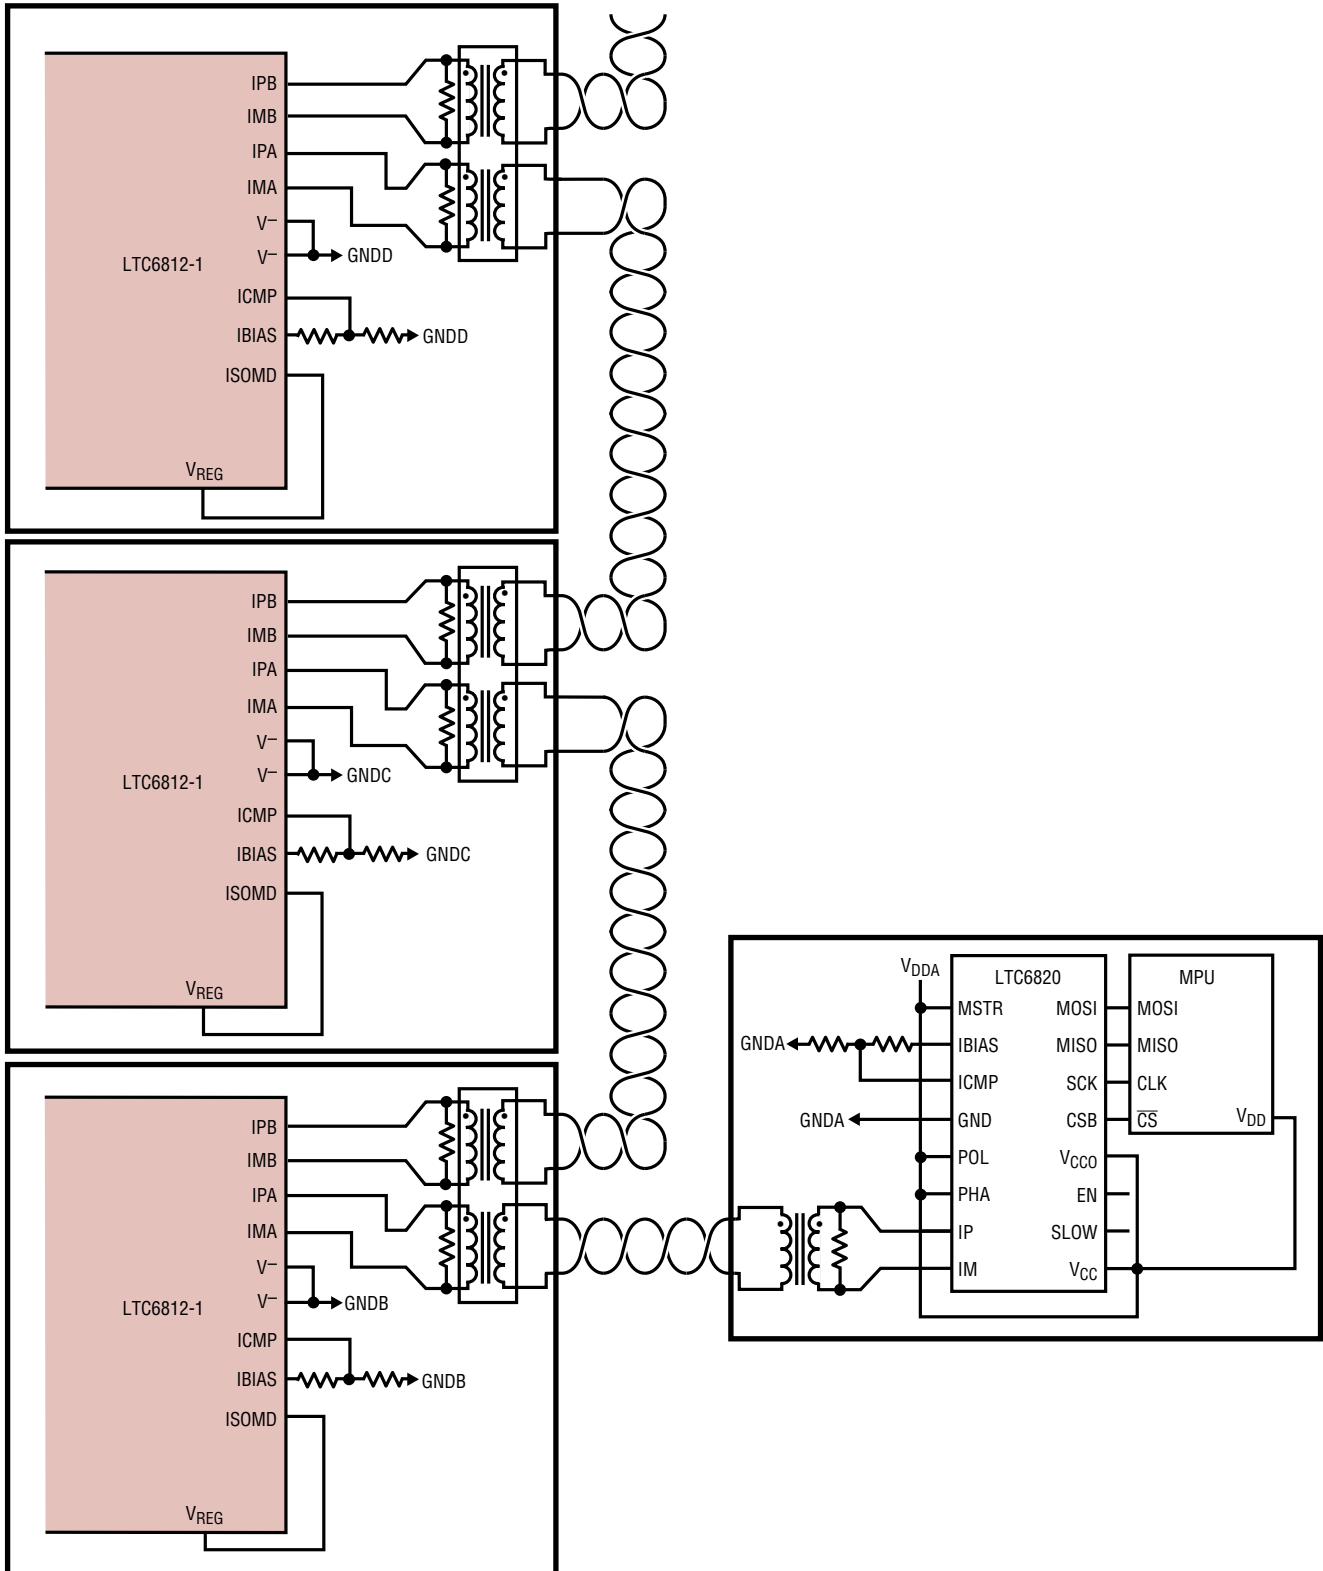 IPB
IMB
IPA
IMA
V–
V–
GNDD
LTC6812-1
ICMP
IBIAS
GNDD
ISOMD
VREG
IPB
IMB
IPA
IMA
V–
V–
GNDC
LTC6812-1
ICMP
IBIAS
GNDC
ISOMD
VREG
IPB
IMB
IPA
IMA
V–
V–
GNDB
LTC6812-1
ICMP
IBIAS
GNDB
ISOMD
VREG
VDDA
LTC6820
MPU
MSTR
MOSI
MOSI
GNDA
IBIAS
MISO
MISO
ICMP
SCK
CLK
GNDA
GND
CSB
CS
VDD
POL
VCCO
PHA
EN
IP
SLOW
IM
VCC